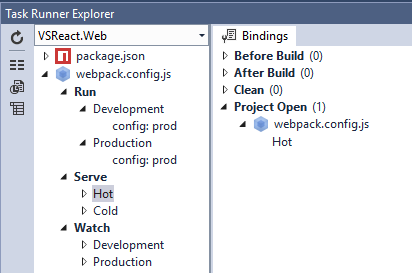 Task Runner Explorer
VSReact.Web
package.json
webpack.config.js
Run
Development
config: prod
Production
config: prod
Serve
Hot
Cold
Watch
Development
Production
Bindings
Before Build (0)
After Build (0)
Clean (0)
Project Open (1)
webpack.config.js
Hot